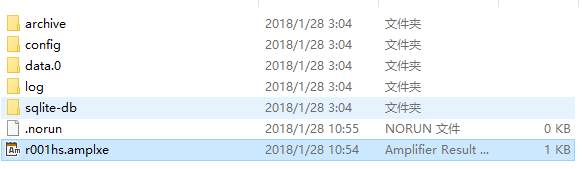 archive 2018/1/28 3:04 文件夹
config 2018/1/28 3:04 文件夹
data.0 2018/1/28 3:04 文件夹
log 2018/1/28 3:04 文件夹
sqlite-db 2018/1/28 3:04 文件夹
.norun 2018/1/28 10:55 NORUN 文件 0 KB
r001hs.amplxe 2018/1/28 10:54 Amplifier Result ... 1 KB